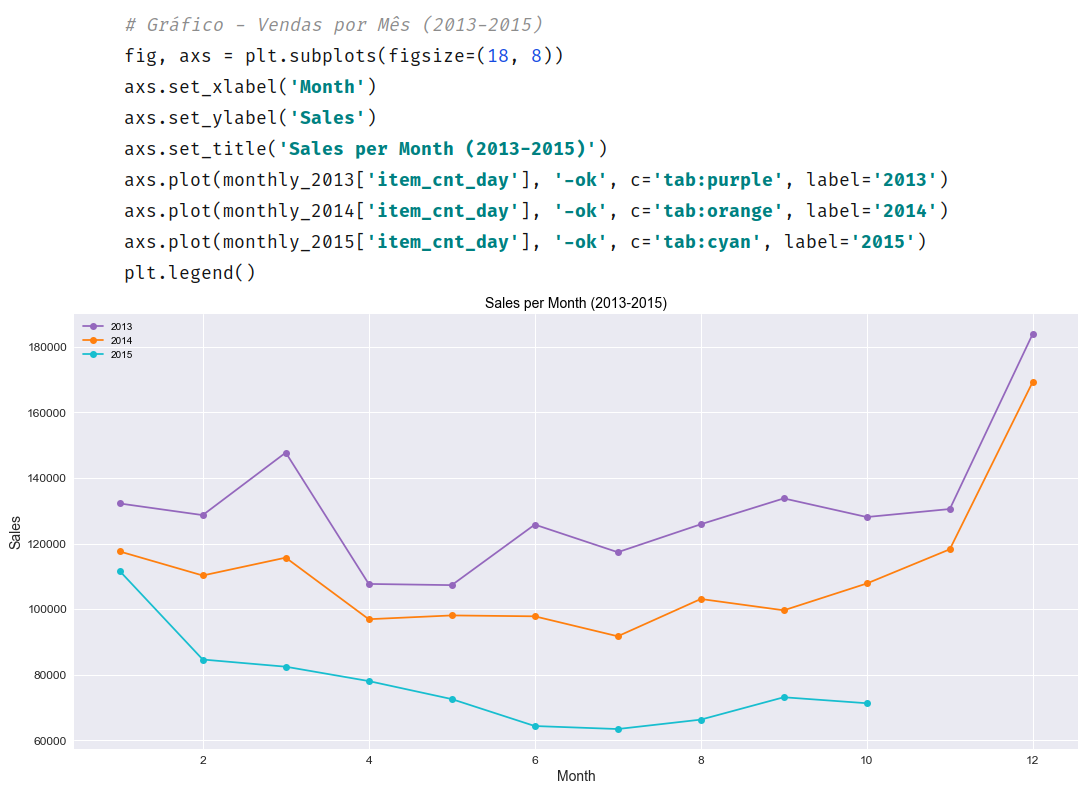 # Gráfico - Vendas por Mês (2013-2015)
fig, axs = plt.subplots(figsize=(18, 8))
axs.set_xlabel('Month')
axs.set_ylabel('Sales')
axs.set_title('Sales per Month (2013-2015)')
axs.plot(monthly_2013['item_cnt_day'], '-ok', c='tab:purple', label='2013')
axs.plot(monthly_2014['item_cnt_day'], '-ok', c='tab:orange', label='2014')
axs.plot(monthly_2015['item_cnt_day'], '-ok', c='tab:cyan', label='2015')
plt.legend()
Sales per Month (2013-2015)
2013
2014
2015
180000
160000
140000
120000
100000
80000
60000
Sales
2 4 6 8 10 12
Month